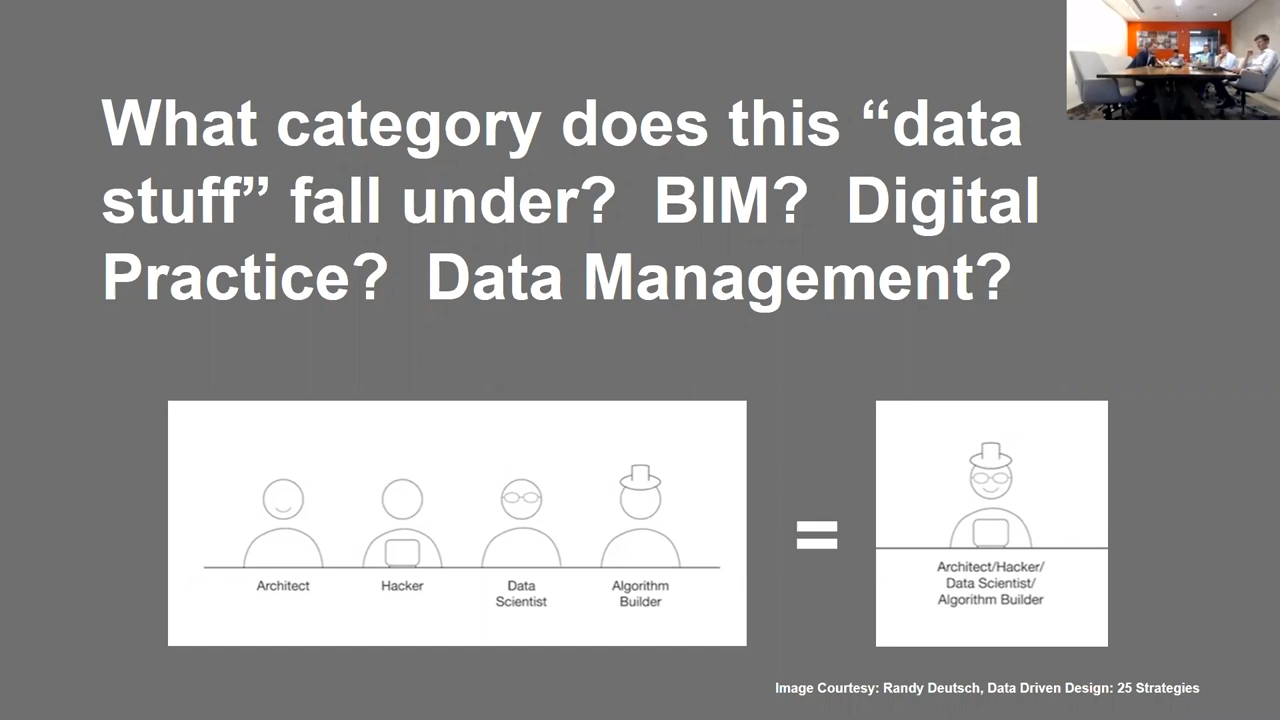 What category does this “data
stuff” fall under?  BIM?  Digital
Practice?  Data Management?
Architect
Hacker
Data
Scientist
Algorithm
Builder
=
Architect/Hacker/
Data Scientist/
Algorithm Builder
Image Courtesy: Randy Deutsch, Data Driven Design: 25 Strategies